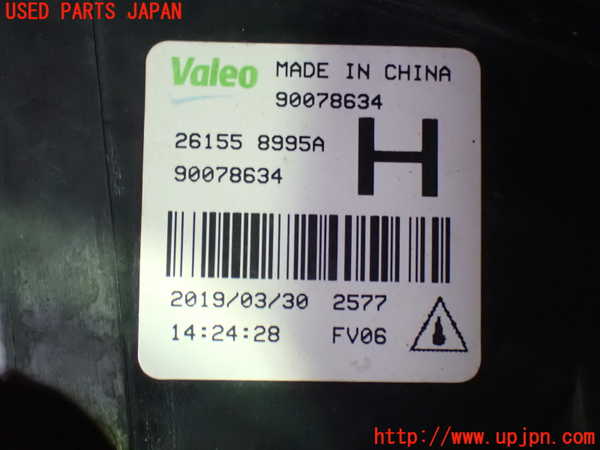 USED PARTS JAPAN
Valeo MADE IN CHINA
90078634
26155 8995A
90078634
H
2019/03/30 2577
14:24:28 FV06
http://www.upjpn.com/